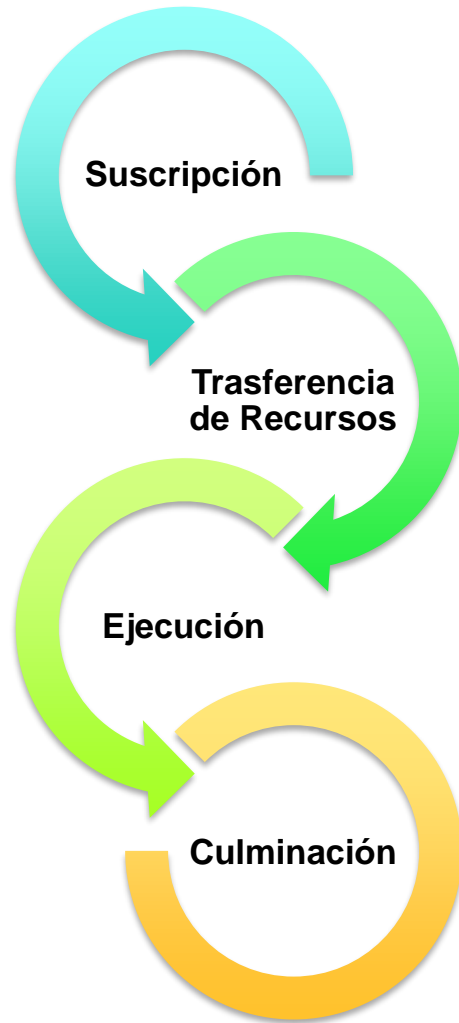 Suscripción
Trasferencia
de Recursos
Ejecución
Culminación